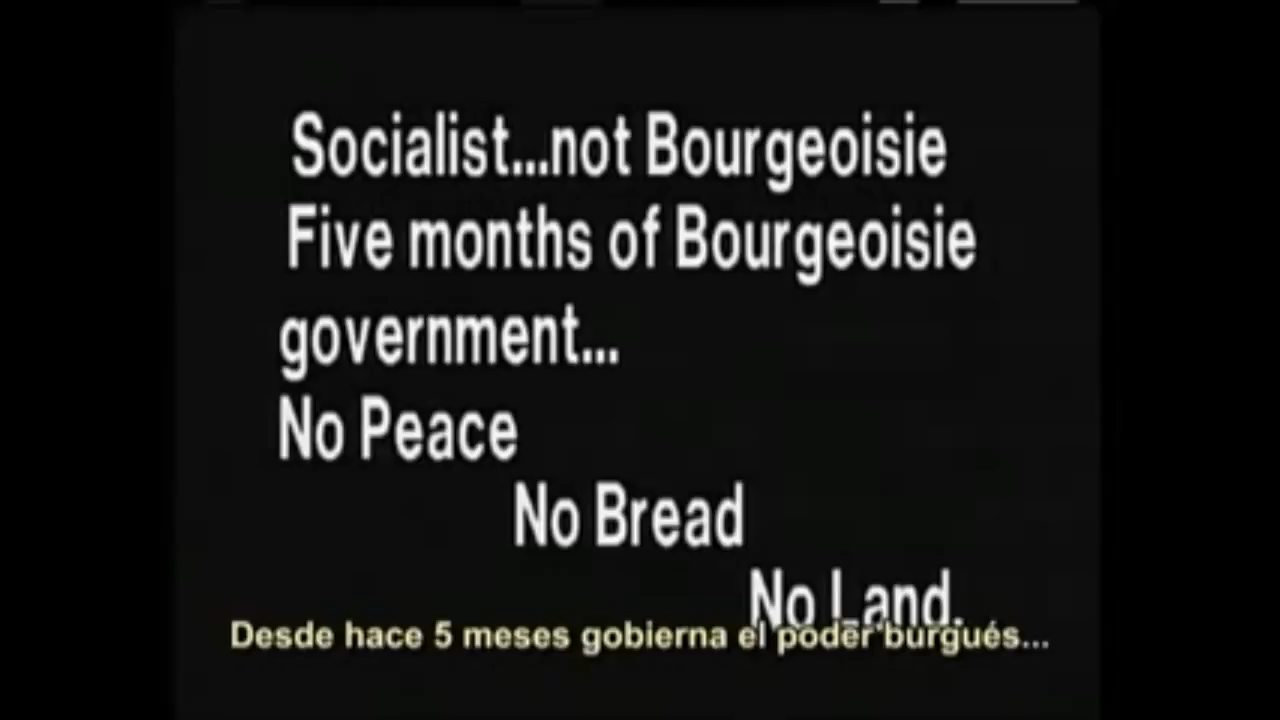 Socialist...not Bourgeoisie
Five months of Bourgeoisie
government...
No Peace
No Bread
No Land.
Desde hace 5 meses gobierna el poder burgués...